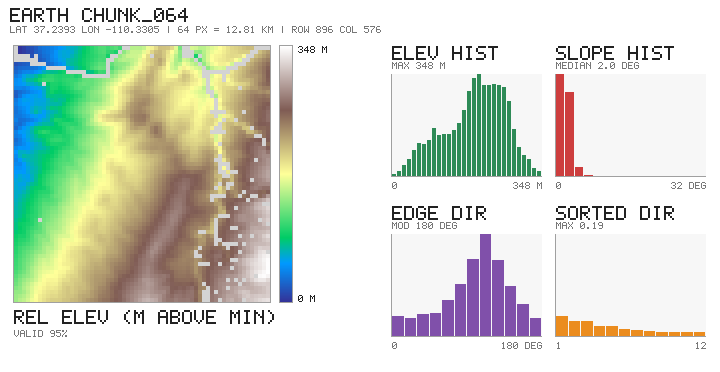 EARTH CHUNK_064
LAT 37.2393 LON -110.3305 | 64 PX = 12.81 KM | ROW 896 COL 576
348 M
0 M
REL ELEV (M ABOVE MIN)
VALID 95%
ELEV HIST
MAX 348 M
0 348 M
SLOPE HIST
MEDIAN 2.0 DEG
0 32 DEG
EDGE DIR
MOD 180 DEG
0 180 DEG
SORTED DIR
MAX 0.19
1 12